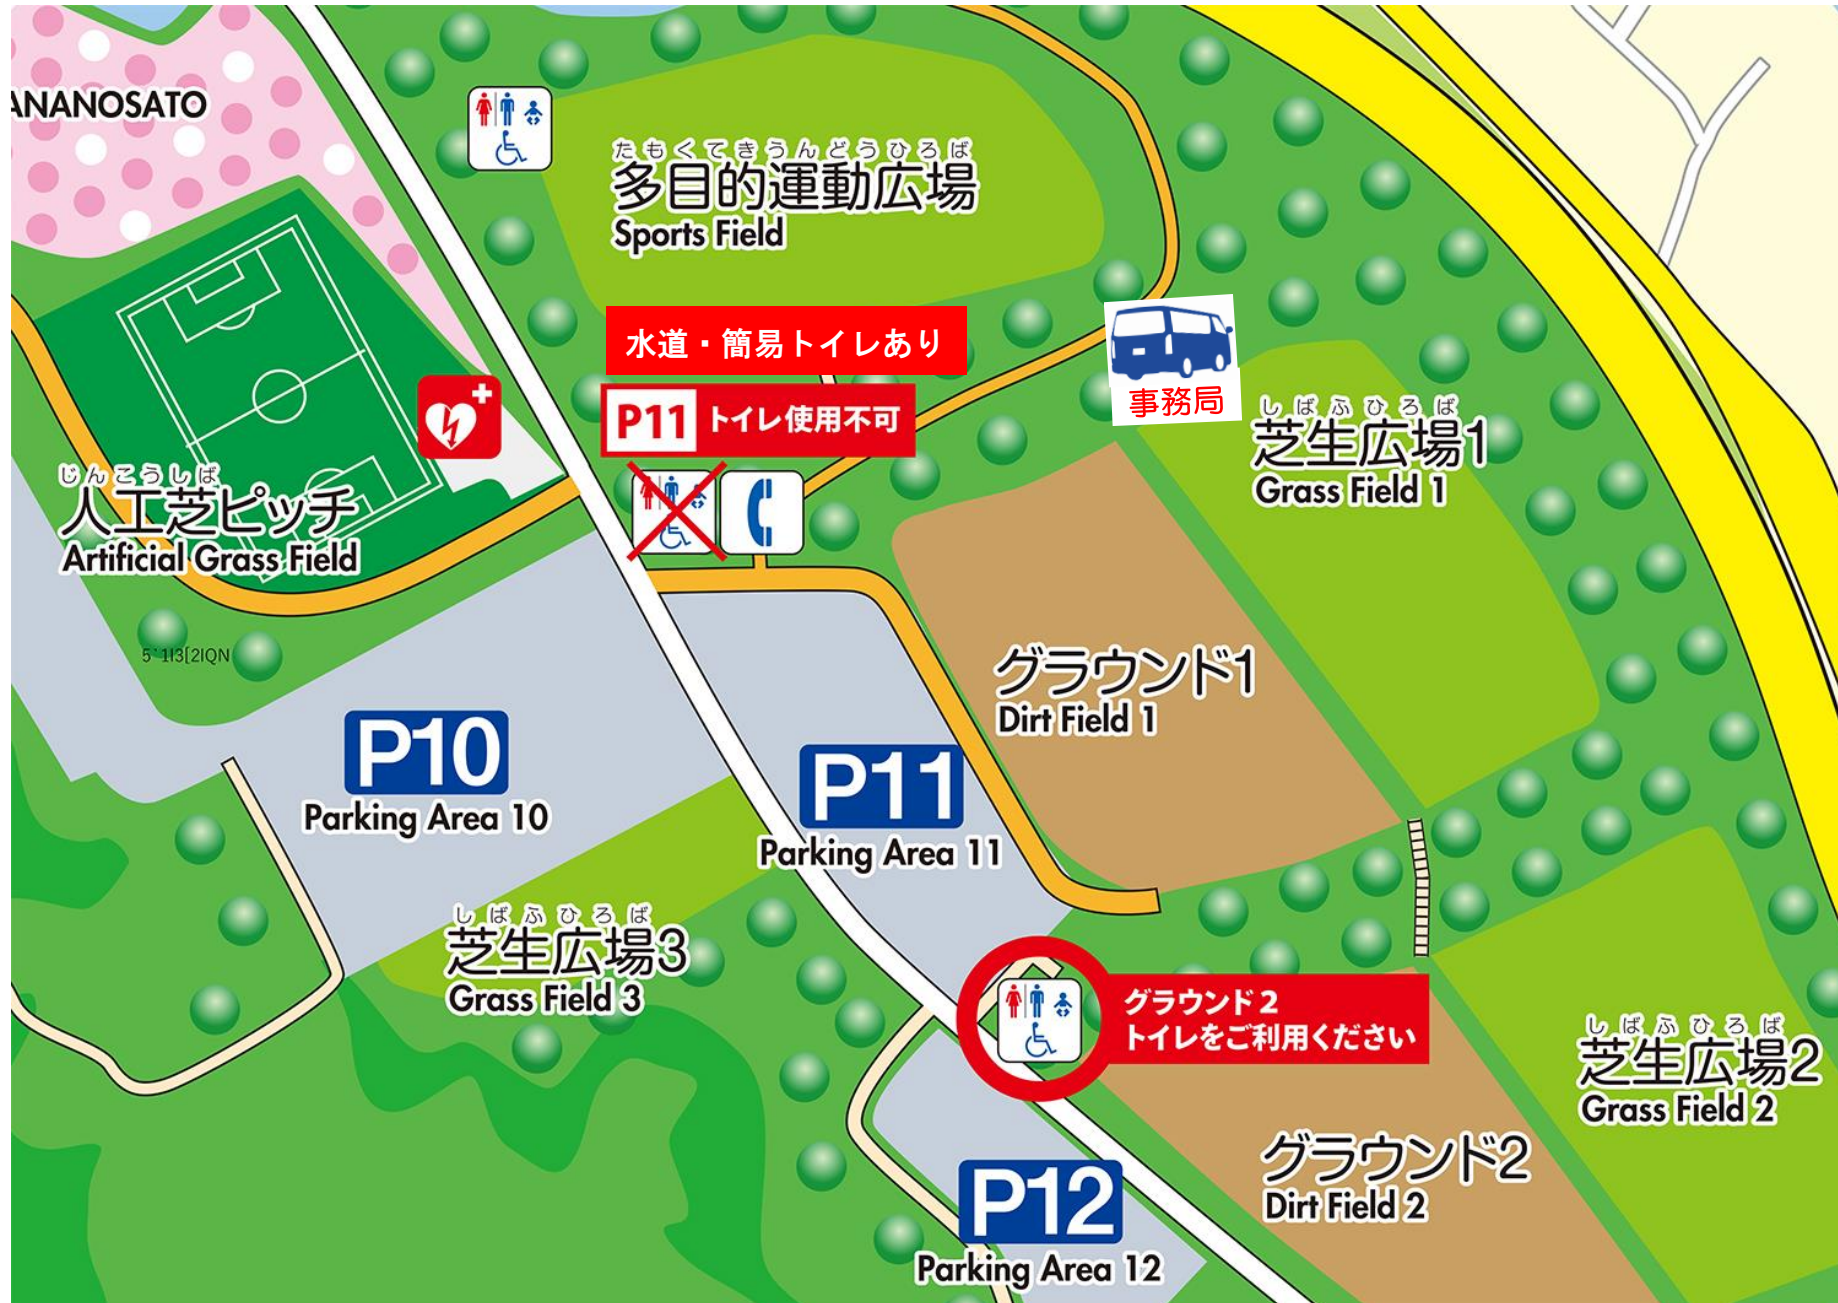 ANANOSATO
たもくてきうんどうひろば
多目的運動広場
Sports Field
水道・簡易トイレあり
P11 トイレ使用不可
事務局
しばふひろば
芝生広場1
Grass Field 1
じんこうしば
人工芝ピッチ
Artificial Grass Field
グラウンド1
Dirt Field 1
P10
Parking Area 10
P11
Parking Area 11
しばふひろば
芝生広場3
Grass Field 3
グラウンド2
トイレをご利用ください
しばふひろば
芝生広場2
Grass Field 2
グラウンド2
Dirt Field 2
P12
Parking Area 12